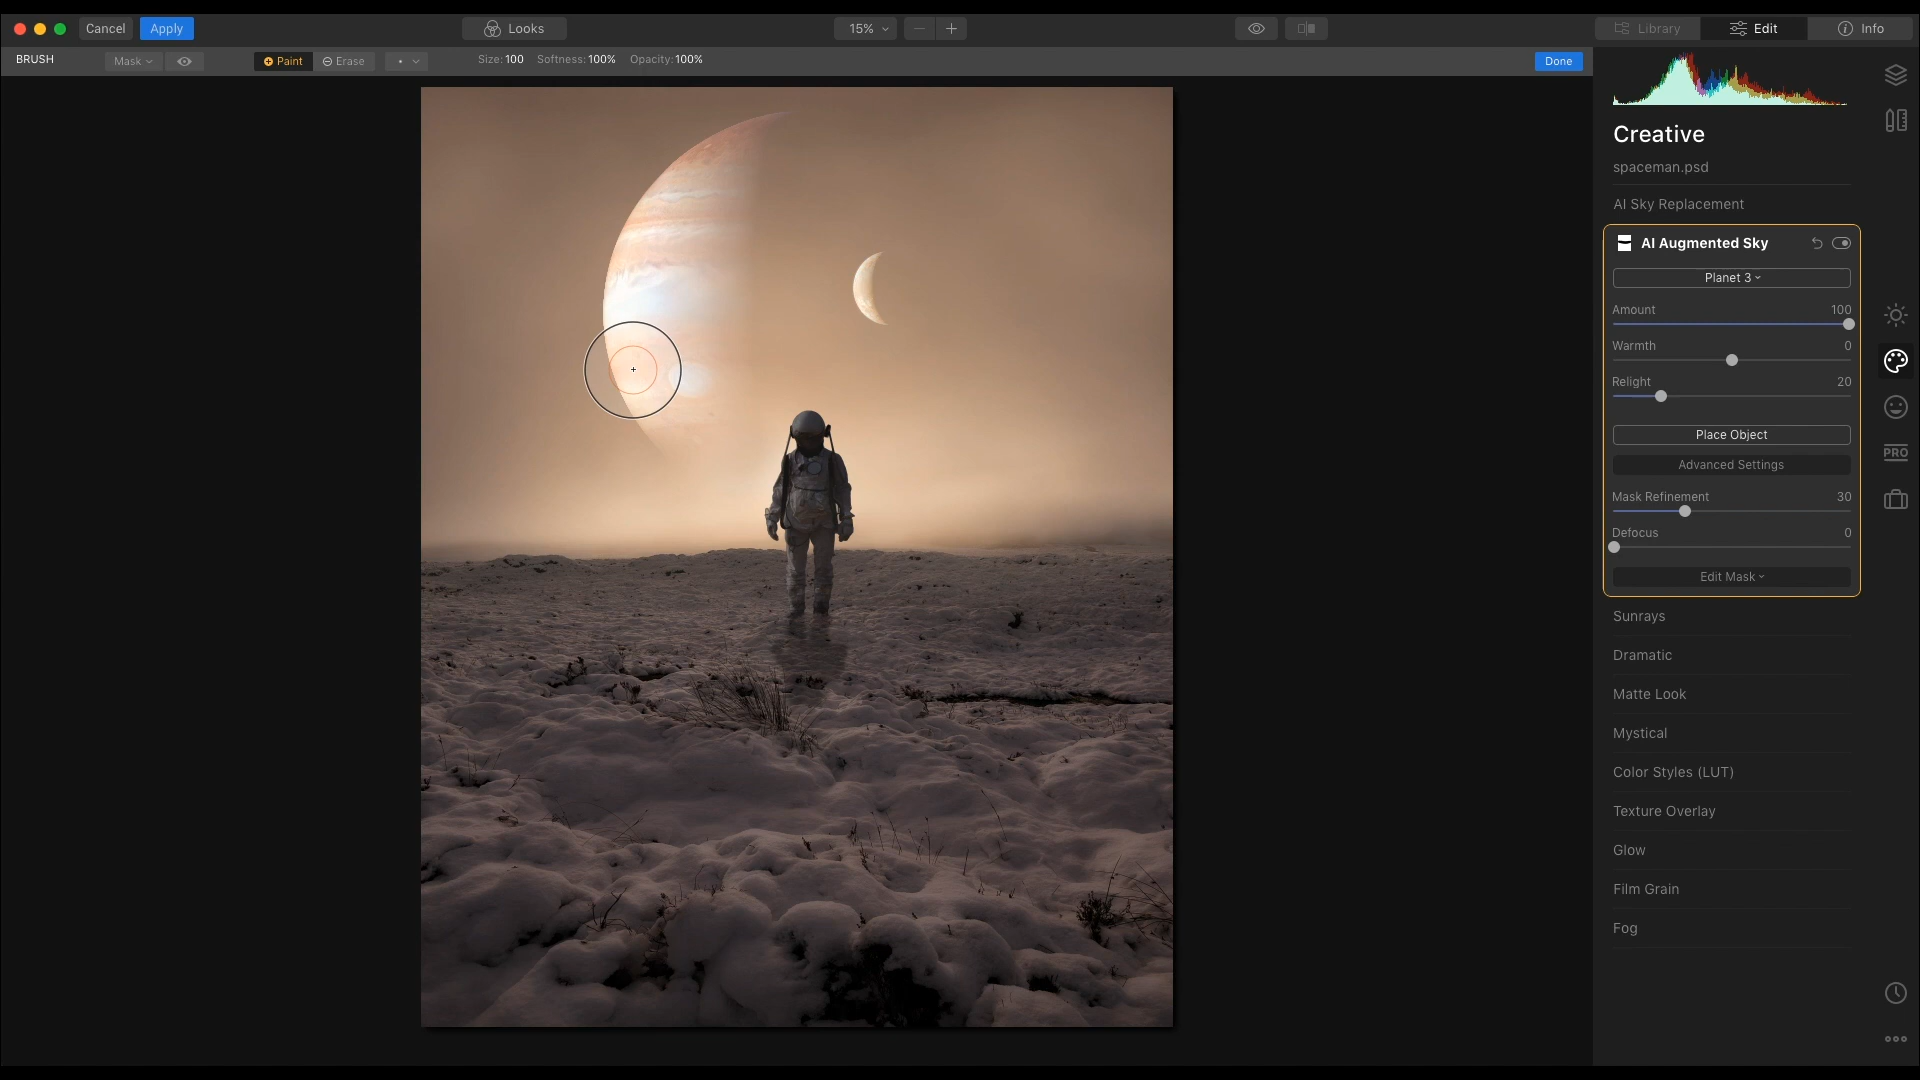 Cancel Apply Looks 15% Library Edit Info
BRUSH Mask Paint Erase Size: 100 Softness: 100% Opacity: 100% Done
Creative
spaceman.psd
AI Sky Replacement
AI Augmented Sky
Planet 3
Amount 100
Warmth 0
Relight 20
Place Object
Advanced Settings
Mask Refinement 30
Defocus 0
Edit Mask
Sunrays
Dramatic
Matte Look
Mystical
Color Styles (LUT)
Texture Overlay
Glow
Film Grain
Fog
PRO